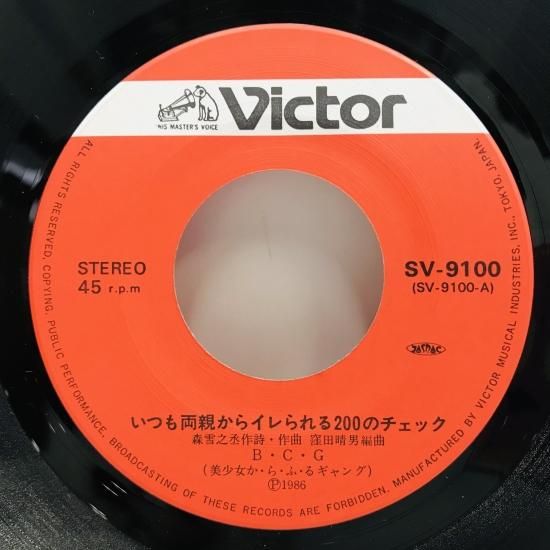 HIS MASTER'S VOICE
Victor
STEREO
45 r.p.m
SV-9100
(SV-9100-A)
JASRAC
いつも両親からイレられる200のチェック
森雪之丞作詩・作曲 窪田晴男編曲
B・C・G
(美少女か・ら・ふ・るギャング)
Ⓟ1986
ALL RIGHTS RESERVED. COPYING, PUBLIC PERFORMANCE, BROADCASTING OF THESE RECORDS ARE FORBIDDEN. MANUFACTURED BY VICTOR MUSICAL INDUSTRIES, INC., TOKYO, JAPAN.